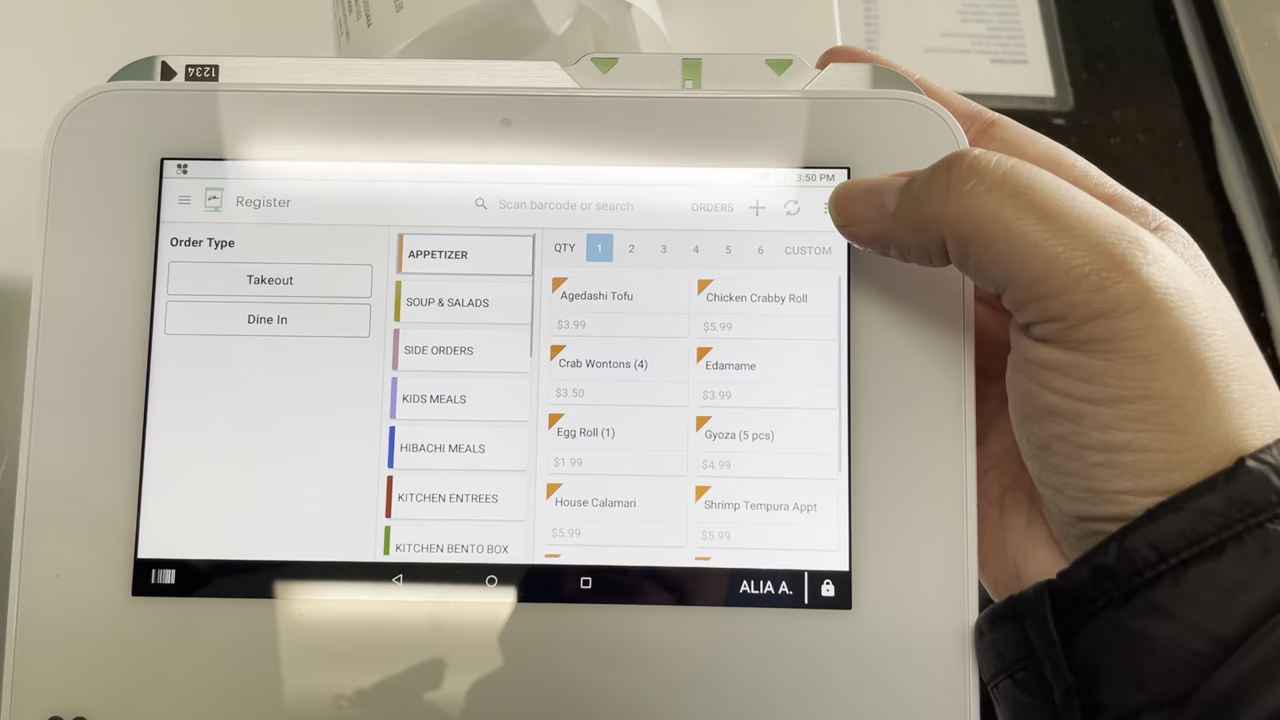 1234
3:50 PM
Register
Scan barcode or search
ORDERS
Order Type
Takeout
Dine In
APPETIZER
SOUP & SALADS
SIDE ORDERS
KIDS MEALS
HIBACHI MEALS
KITCHEN ENTREES
KITCHEN BENTO BOX
QTY 1 2 3 4 5 6 CUSTOM
Agedashi Tofu
$3.99
Chicken Crabby Roll
$5.99
Crab Wontons (4)
$3.50
Edamame
$3.99
Egg Roll (1)
$1.99
Gyoza (5 pcs)
$4.99
House Calamari
$5.99
Shrimp Tempura Appt
$5.99
ALIA A.